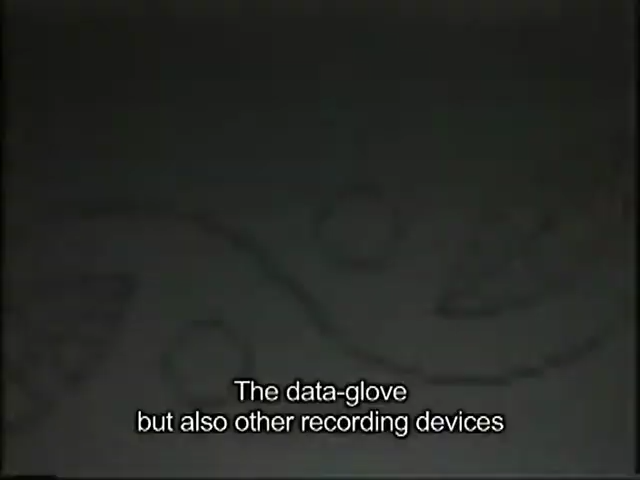 The data-glove
but also other recording devices